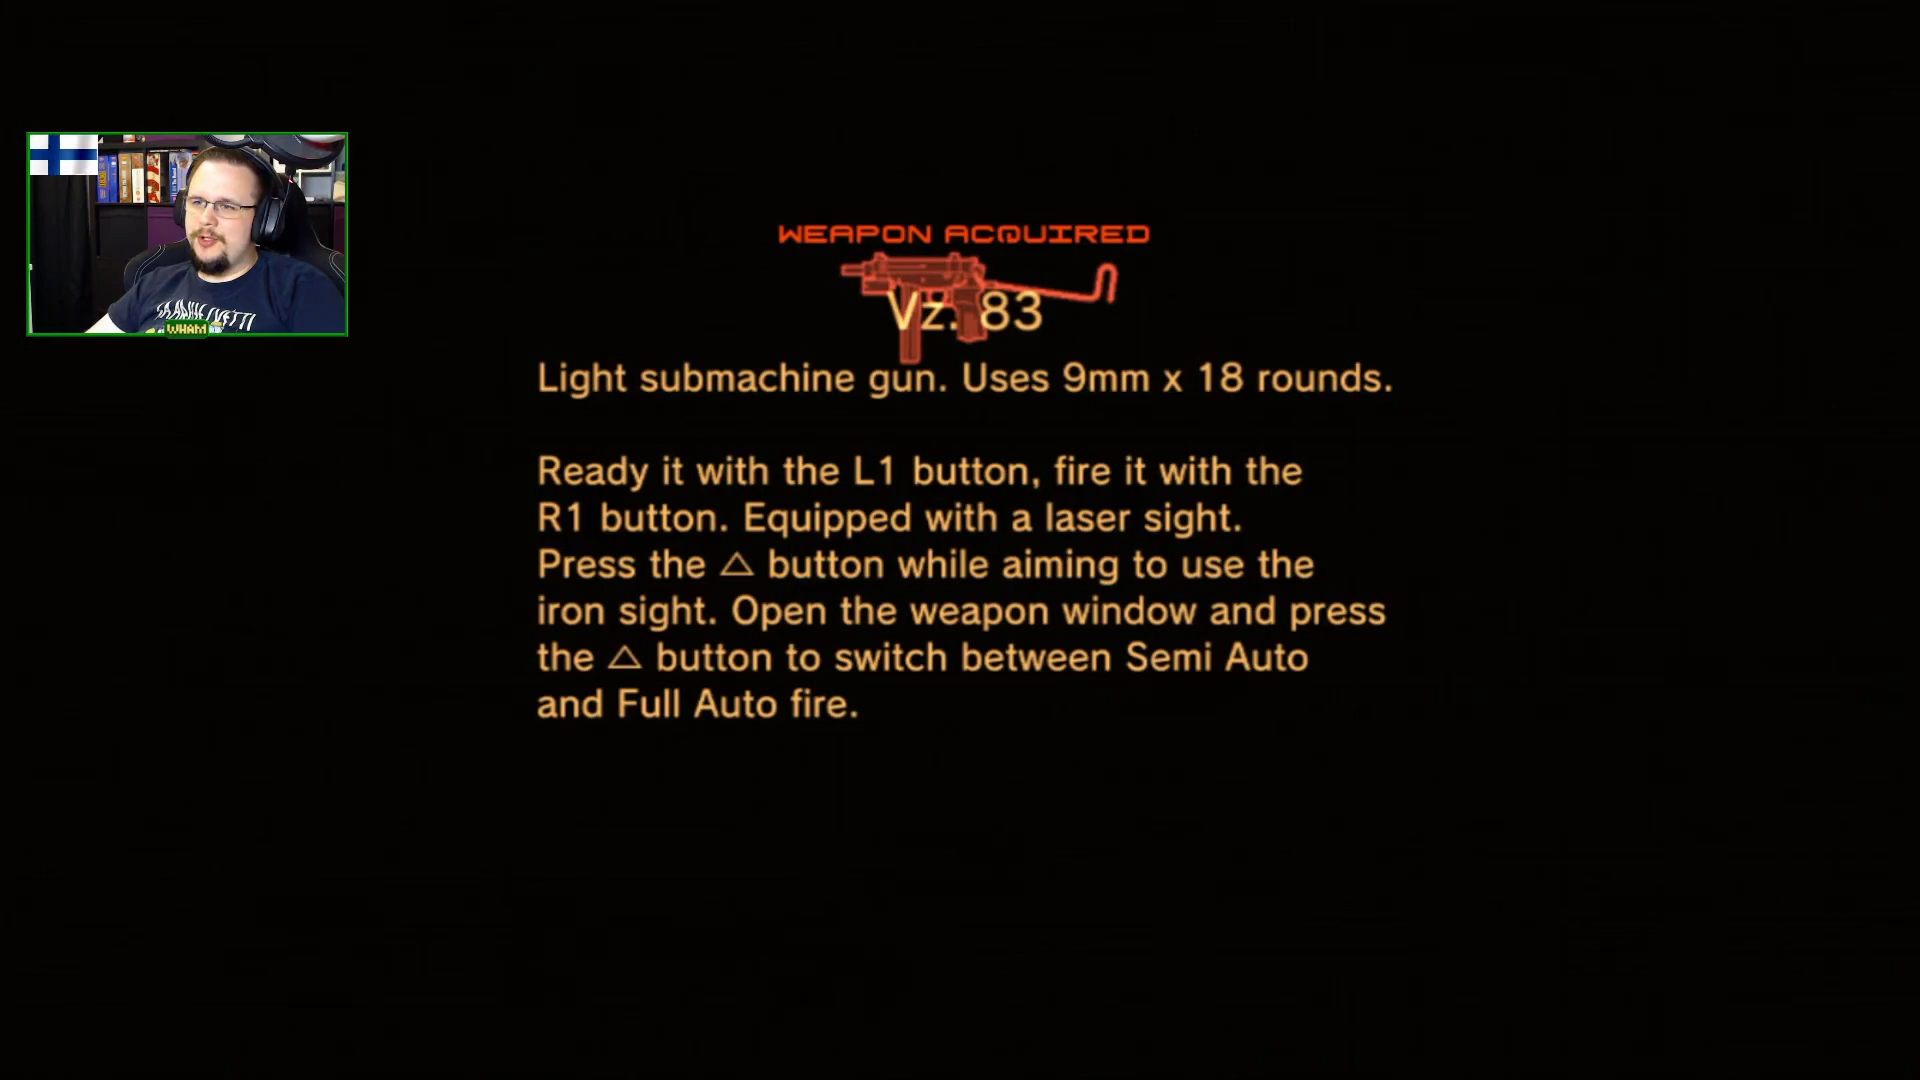 WEAPON ACQUIRED
Vz. 83
Light submachine gun. Uses 9mm x 18 rounds.
Ready it with the L1 button, fire it with the
R1 button. Equipped with a laser sight.
Press the △ button while aiming to use the
iron sight. Open the weapon window and press
the △ button to switch between Semi Auto
and Full Auto fire.
WHAM